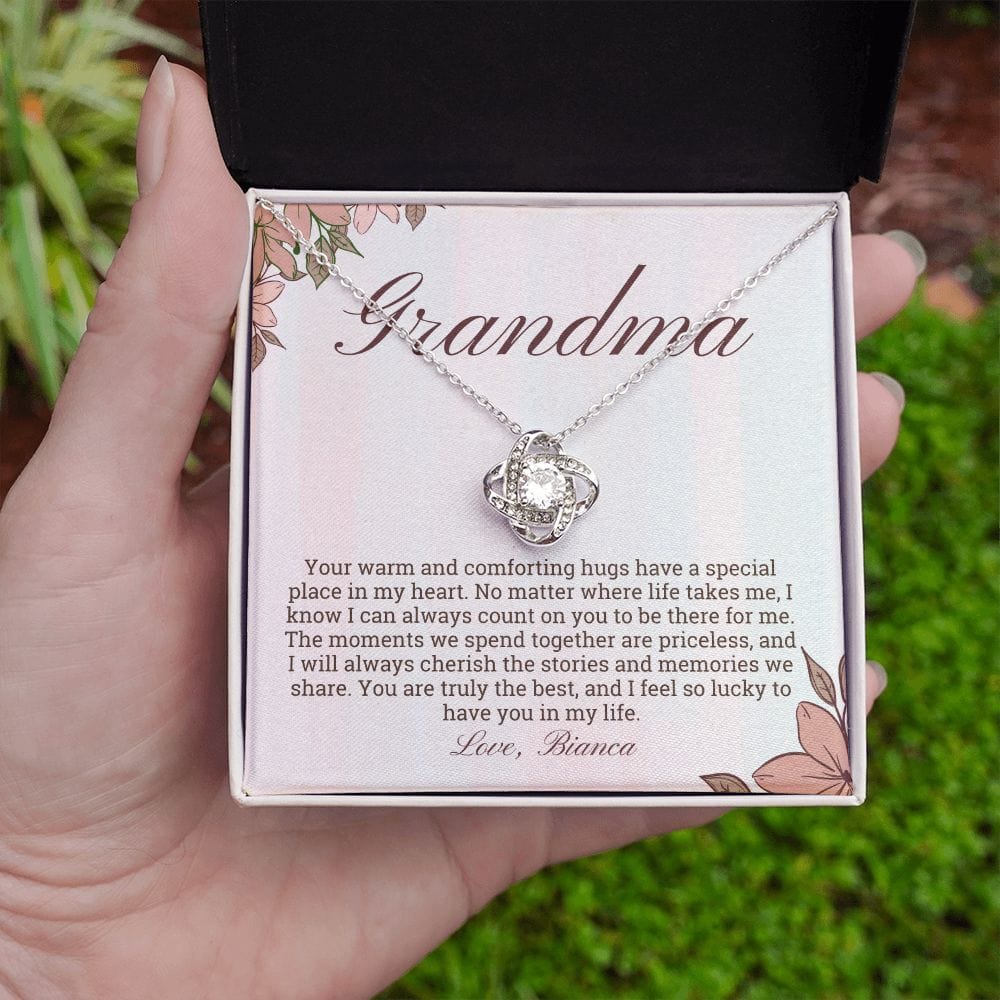 Grandma
Your warm and comforting hugs have a special
place in my heart. No matter where life takes me, I
know I can always count on you to be there for me.
The moments we spend together are priceless, and
I will always cherish the stories and memories we
share. You are truly the best, and I feel so lucky to
have you in my life.
Love, Bianca